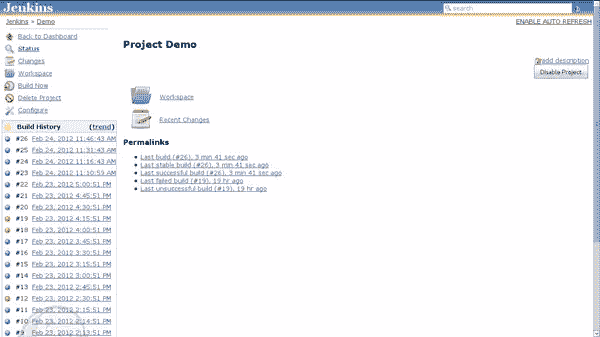 Jenkins
search
Jenkins > Demo
ENABLE AUTO REFRESH
Back to Dashboard
Status
Changes
Workspace
Build Now
Delete Project
Configure
Project Demo
add description
Disable Project
Workspace
Recent Changes
Permalinks
Last build (#26), 3 min 41 sec ago
Last stable build (#26), 3 min 41 sec ago
Last successful build (#26), 3 min 41 sec ago
Last failed build (#19), 19 hr ago
Last unsuccessful build (#19), 19 hr ago
Build History (trend)
#26 Feb 24, 2012 11:46:43 AM
#25 Feb 24, 2012 11:31:43 AM
#24 Feb 24, 2012 11:16:43 AM
#23 Feb 24, 2012 11:10:59 AM
#22 Feb 23, 2012 5:00:51 PM
#21 Feb 23, 2012 4:45:51 PM
#20 Feb 23, 2012 4:30:51 PM
#19 Feb 23, 2012 4:15:51 PM
#18 Feb 23, 2012 4:00:51 PM
#17 Feb 23, 2012 3:45:51 PM
#16 Feb 23, 2012 3:30:51 PM
#15 Feb 23, 2012 3:15:51 PM
#14 Feb 23, 2012 3:00:51 PM
#13 Feb 23, 2012 2:45:51 PM
#12 Feb 23, 2012 2:30:51 PM
#11 Feb 23, 2012 2:15:51 PM
#10 Feb 23, 2012 2:14:51 PM
#9 Feb 23, 2012 2:13:51 PM